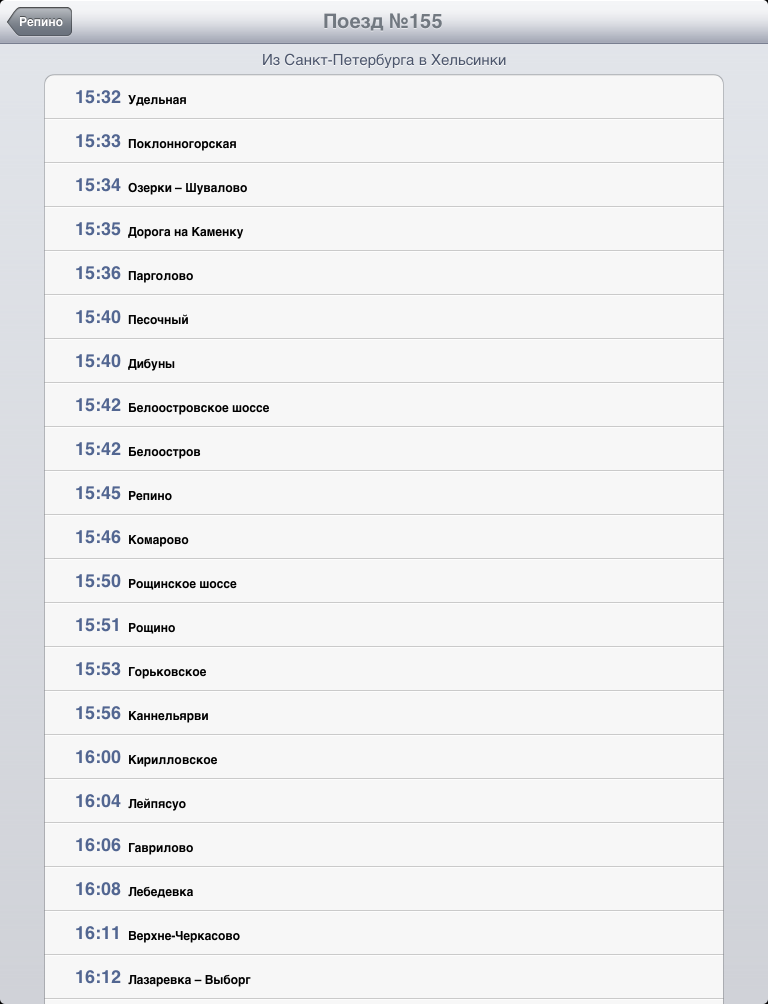 Репино
Поезд №155
Из Санкт-Петербурга в Хельсинки
15:32 Удельная
15:33 Поклонногорская
15:34 Озерки – Шувалово
15:35 Дорога на Каменку
15:36 Парголово
15:40 Песочный
15:40 Дибуны
15:42 Белоостровское шоссе
15:42 Белоостров
15:45 Репино
15:46 Комарово
15:50 Рощинское шоссе
15:51 Рощино
15:53 Горьковское
15:56 Каннельярви
16:00 Кирилловское
16:04 Лейпясуо
16:06 Гаврилово
16:08 Лебедевка
16:11 Верхне-Черкасово
16:12 Лазаревка – Выборг